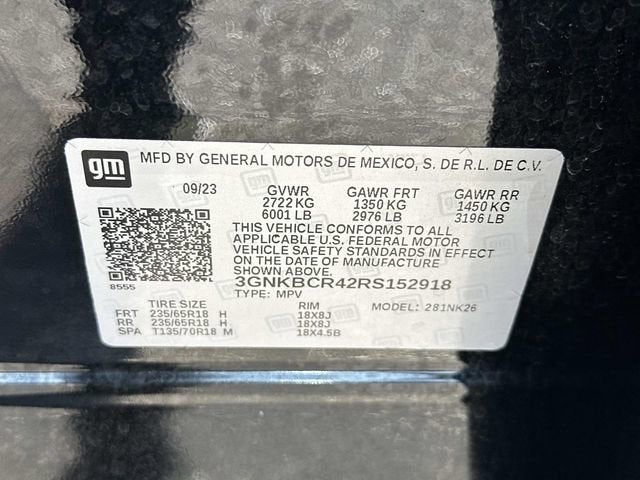 gm
MFD BY GENERAL MOTORS DE MEXICO, S. DE R.L. DE C.V.
09/23 GVWR GAWR FRT GAWR RR
2722 KG 1350 KG 1450 KG
6001 LB 2976 LB 3196 LB
THIS VEHICLE CONFORMS TO ALL
APPLICABLE U.S. FEDERAL MOTOR
VEHICLE SAFETY STANDARDS IN EFFECT
ON THE DATE OF MANUFACTURE
SHOWN ABOVE.
8555 3GNKBCR42RS152918
TYPE: MPV
TIRE SIZE RIM MODEL: 281NK26
FRT 235/65R18 H 18X8J
RR 235/65R18 H 18X8J
SPA T135/70R18 M 18X4.5B